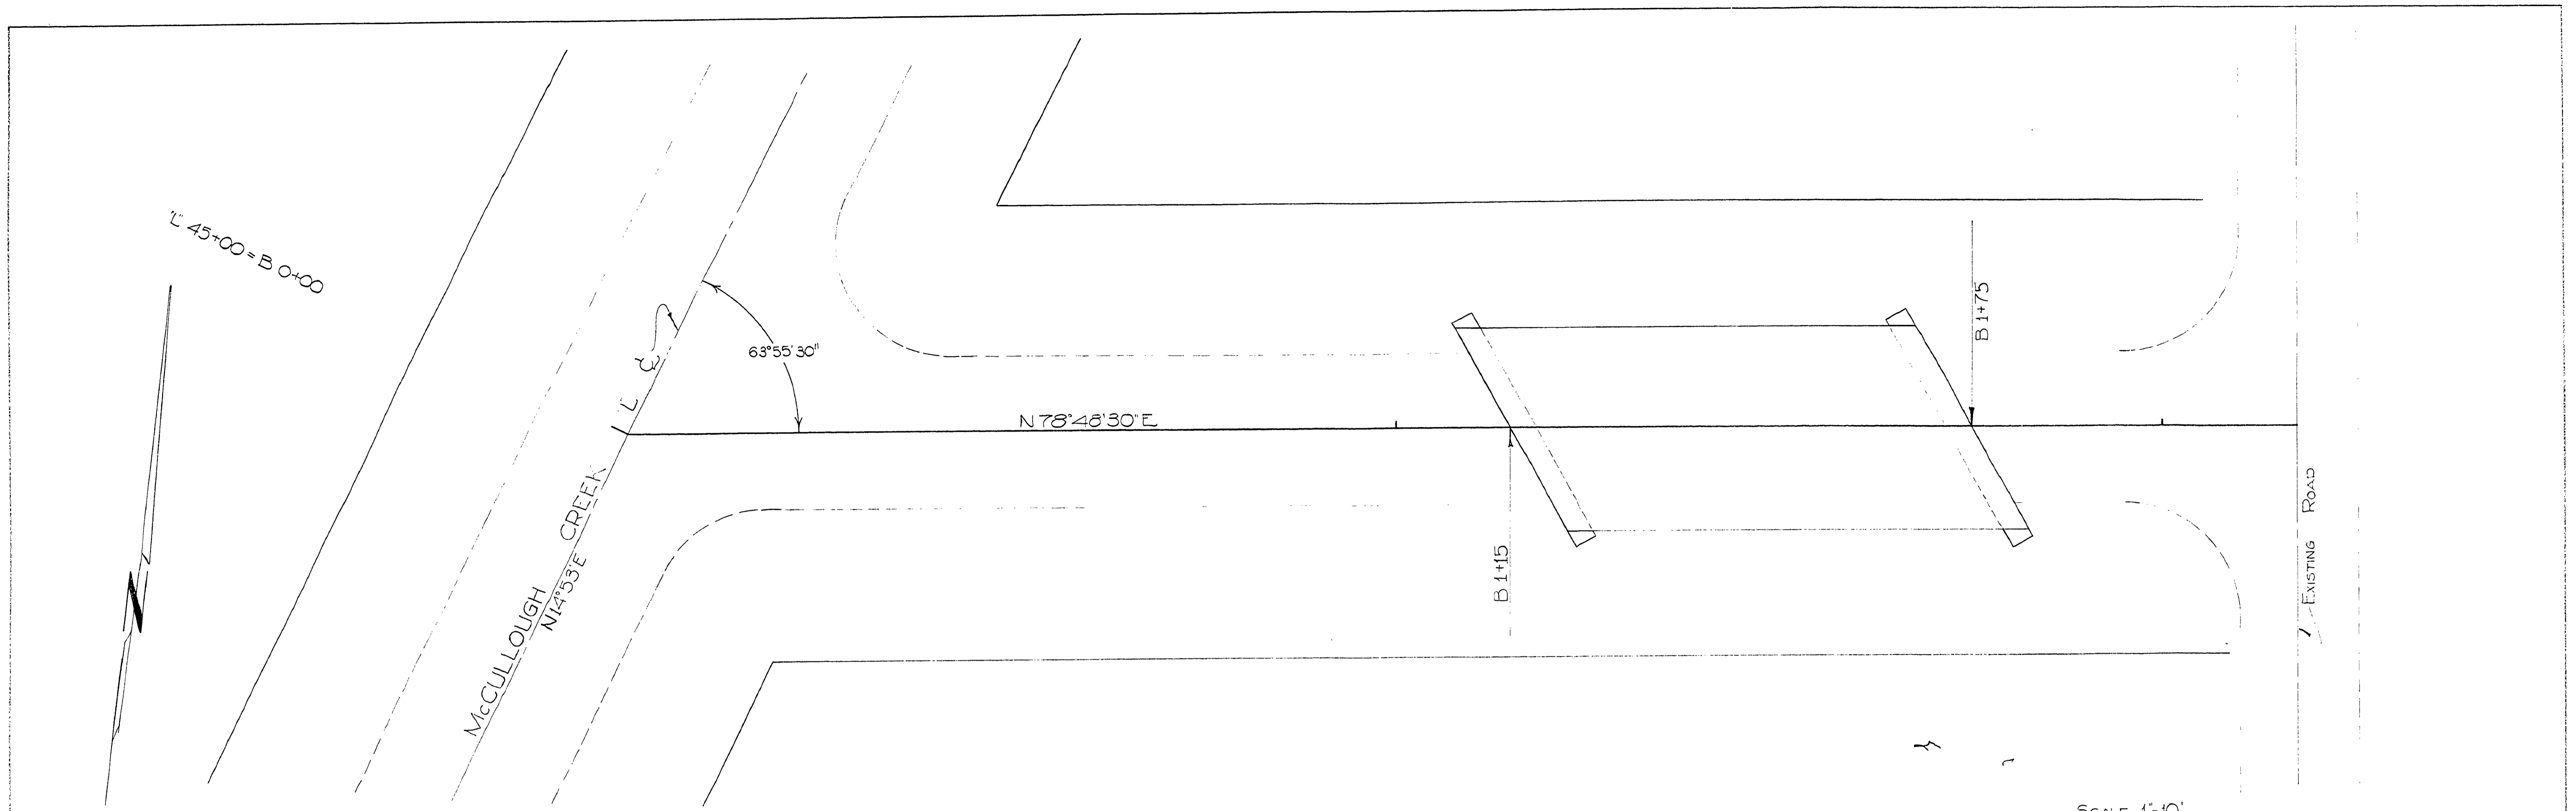 "L" 45+00 = B 0+00
63°55'30"
"L" ℄
N 78°48'30" E
B 1+75
B 1+15
McCULLOUGH CREEK
N14°53'E
N
EXISTING ROAD
SCALE 1"=10'